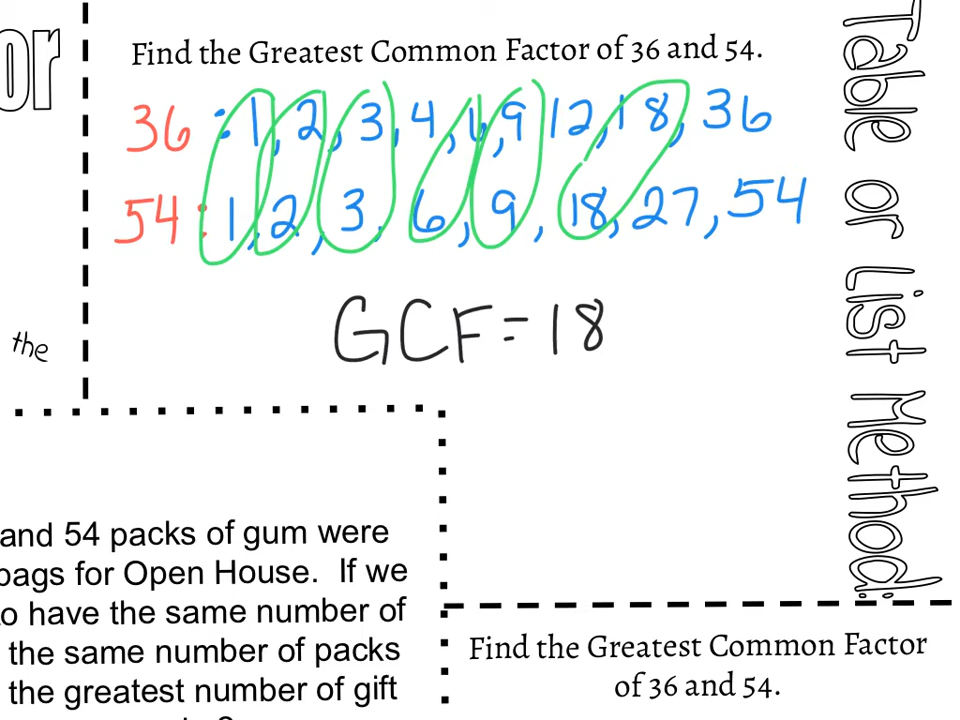 or
Find the Greatest Common Factor of 36 and 54.
36 : 1, 2, 3, 4, 6, 9, 12, 18, 36
54 : 1, 2, 3, 6, 9, 18, 27, 54
GCF = 18
Table or List Method:
the
and 54 packs of gum were
bags for Open House. If we
to have the same number of
the same number of packs
the greatest number of gift
Find the Greatest Common Factor
of 36 and 54.